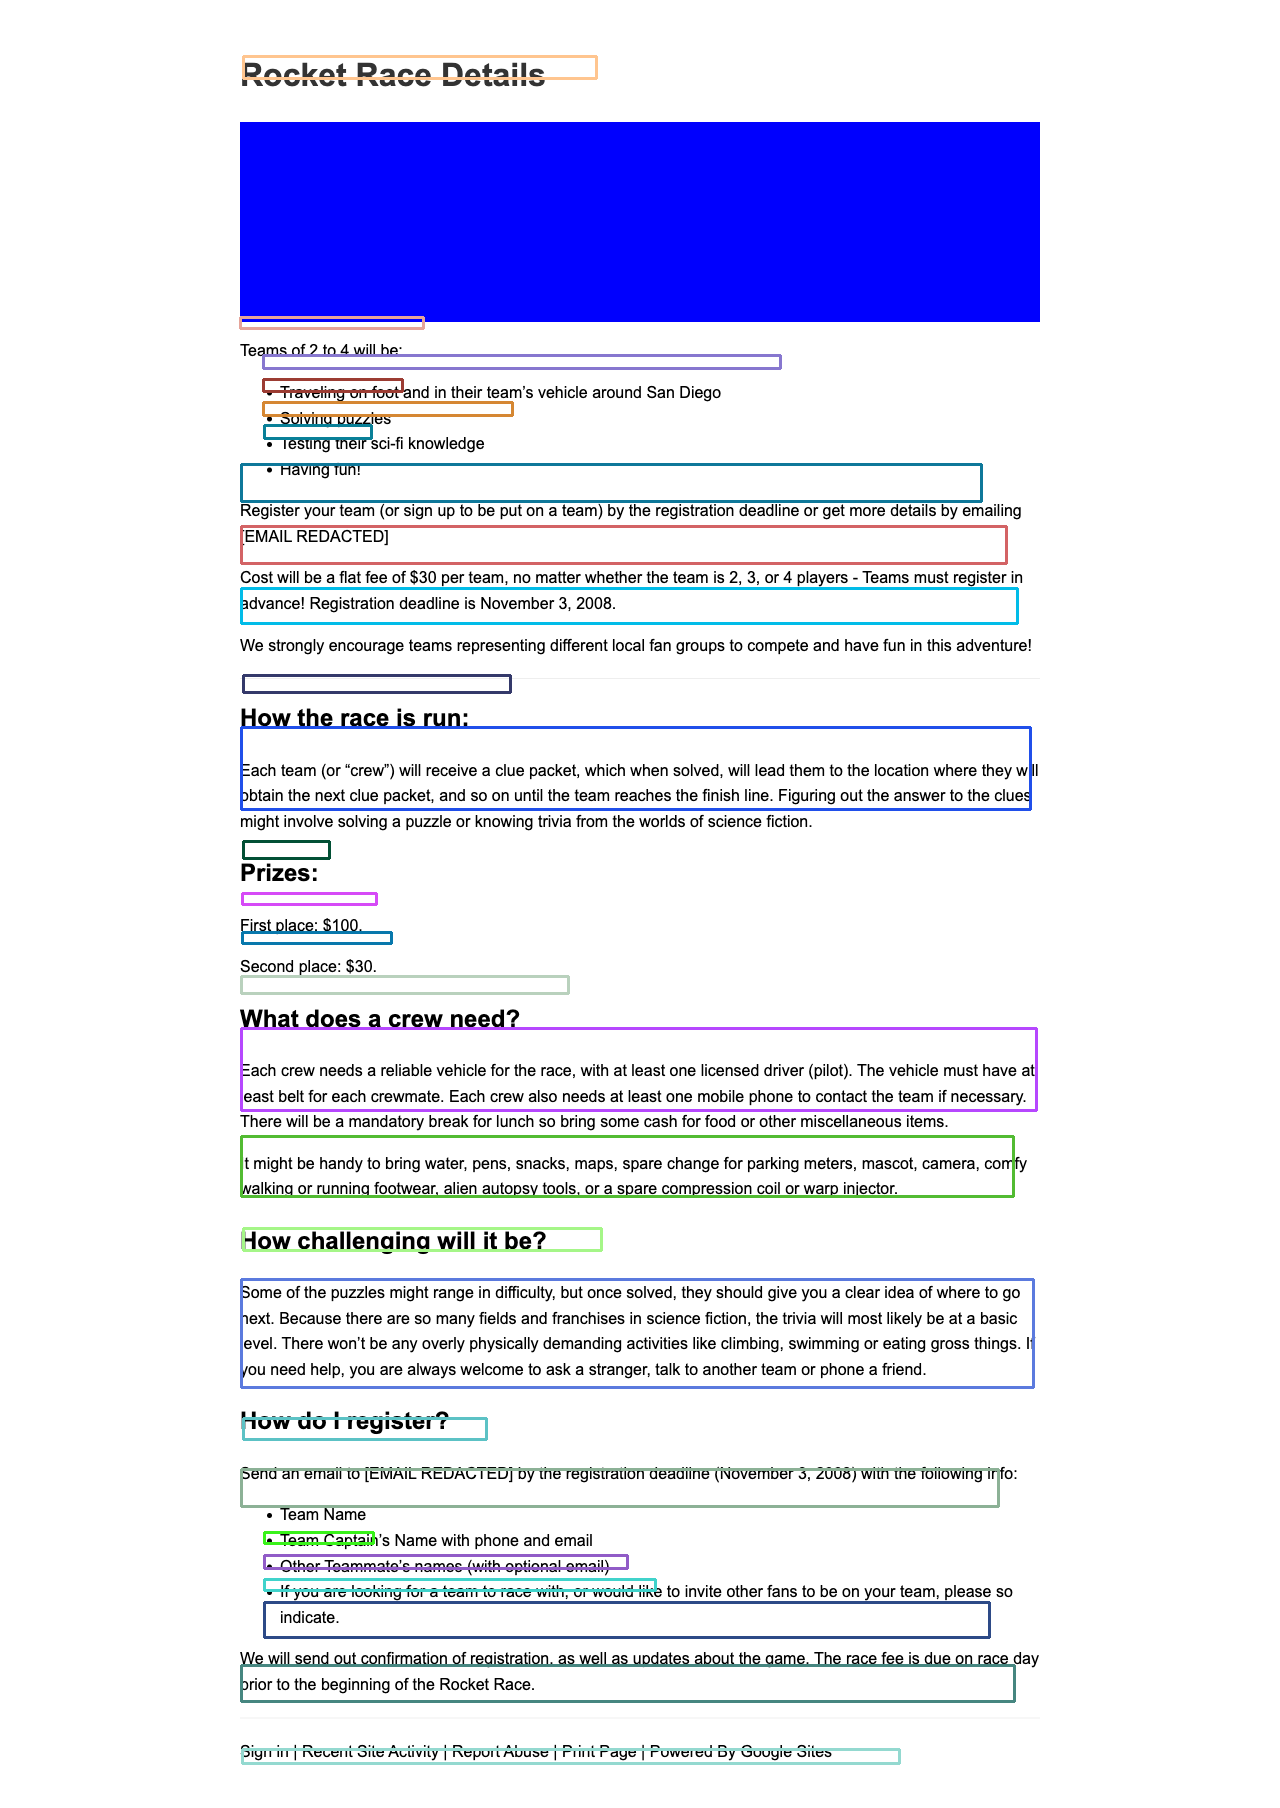 Rocket Race Details
Teams of 2 to 4 will be:
• Traveling on foot and in their team’s vehicle around San Diego
• Solving puzzles
• Testing their sci-fi knowledge
• Having fun!
Register your team (or sign up to be put on a team) by the registration deadline or get more details by emailing
[EMAIL REDACTED]
Cost will be a flat fee of $30 per team, no matter whether the team is 2, 3, or 4 players - Teams must register in
advance! Registration deadline is November 3, 2008.
We strongly encourage teams representing different local fan groups to compete and have fun in this adventure!
How the race is run:
Each team (or “crew”) will receive a clue packet, which when solved, will lead them to the location where they will
obtain the next clue packet, and so on until the team reaches the finish line. Figuring out the answer to the clues
might involve solving a puzzle or knowing trivia from the worlds of science fiction.
Prizes:
First place: $100.
Second place: $30.
What does a crew need?
Each crew needs a reliable vehicle for the race, with at least one licensed driver (pilot). The vehicle must have at
least belt for each crewmate. Each crew also needs at least one mobile phone to contact the team if necessary.
There will be a mandatory break for lunch so bring some cash for food or other miscellaneous items.
It might be handy to bring water, pens, snacks, maps, spare change for parking meters, mascot, camera, comfy
walking or running footwear, alien autopsy tools, or a spare compression coil or warp injector.
How challenging will it be?
Some of the puzzles might range in difficulty, but once solved, they should give you a clear idea of where to go
next. Because there are so many fields and franchises in science fiction, the trivia will most likely be at a basic
level. There won’t be any overly physically demanding activities like climbing, swimming or eating gross things. If
you need help, you are always welcome to ask a stranger, talk to another team or phone a friend.
How do I register?
Send an email to [EMAIL REDACTED] by the registration deadline (November 3, 2008) with the following info:
• Team Name
• Team Captain’s Name with phone and email
• Other Teammate’s names (with optional email)
• If you are looking for a team to race with, or would like to invite other fans to be on your team, please so
indicate.
We will send out confirmation of registration, as well as updates about the game. The race fee is due on race day
prior to the beginning of the Rocket Race.
Sign in | Recent Site Activity | Report Abuse | Print Page | Powered By Google Sites